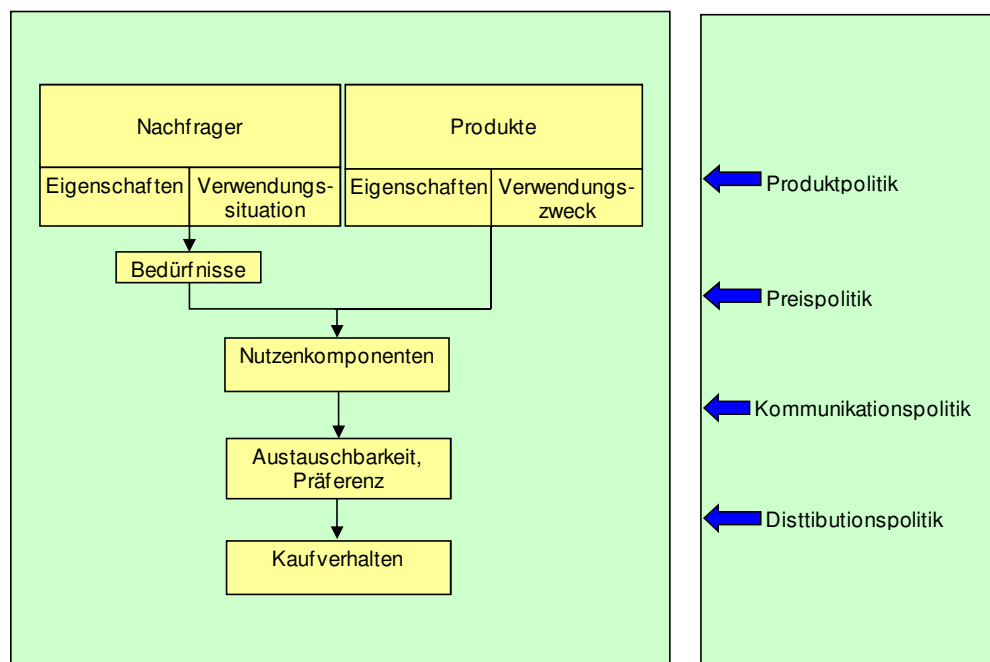 Nachfrager
Produkte
Eigenschaften
Verwendungs-
situation
Eigenschaften
Verwendungs-
zweck
Bedürfnisse
Nutzenkomponenten
Austauschbarkeit,
Präferenz
Kaufverhalten
Produktpolitik
Preispolitik
Kommunikationspolitik
Disttibutionspolitik